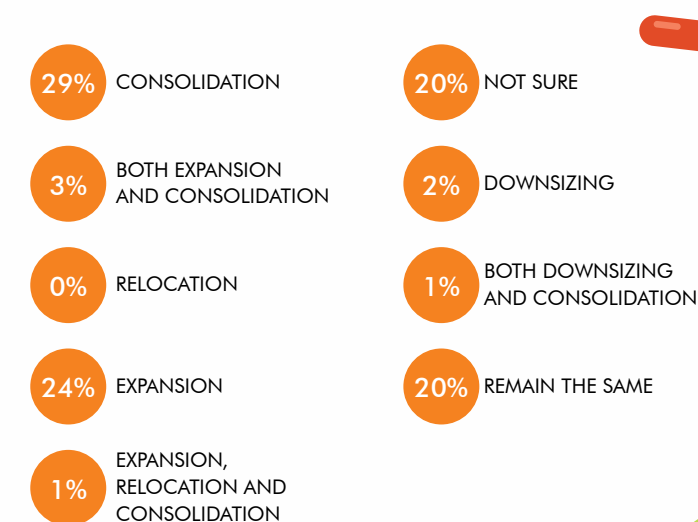 29% CONSOLIDATION
3% BOTH EXPANSION
AND CONSOLIDATION
0% RELOCATION
24% EXPANSION
1% EXPANSION,
RELOCATION AND
CONSOLIDATION
20% NOT SURE
2% DOWNSIZING
1% BOTH DOWNSIZING
AND CONSOLIDATION
20% REMAIN THE SAME